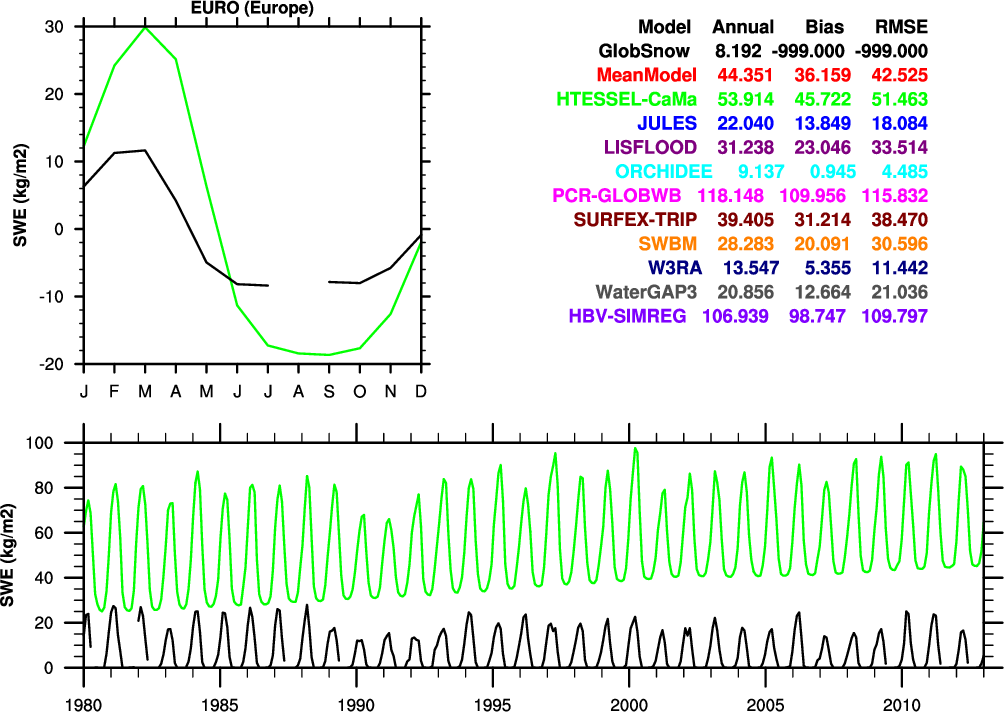 EURO (Europe)
30
20
10
0
-10
-20
SWE (kg/m2)
J F M A M J J A S O N D
Model Annual Bias RMSE
GlobSnow 8.192 -999.000 -999.000
MeanModel 44.351 36.159 42.525
HTESSEL-CaMa 53.914 45.722 51.463
JULES 22.040 13.849 18.084
LISFLOOD 31.238 23.046 33.514
ORCHIDEE 9.137 0.945 4.485
PCR-GLOBWB 118.148 109.956 115.832
SURFEX-TRIP 39.405 31.214 38.470
SWBM 28.283 20.091 30.596
W3RA 13.547 5.355 11.442
WaterGAP3 20.856 12.664 21.036
HBV-SIMREG 106.939 98.747 109.797
100
80
60
40
20
0
SWE (kg/m2)
1980 1985 1990 1995 2000 2005 2010